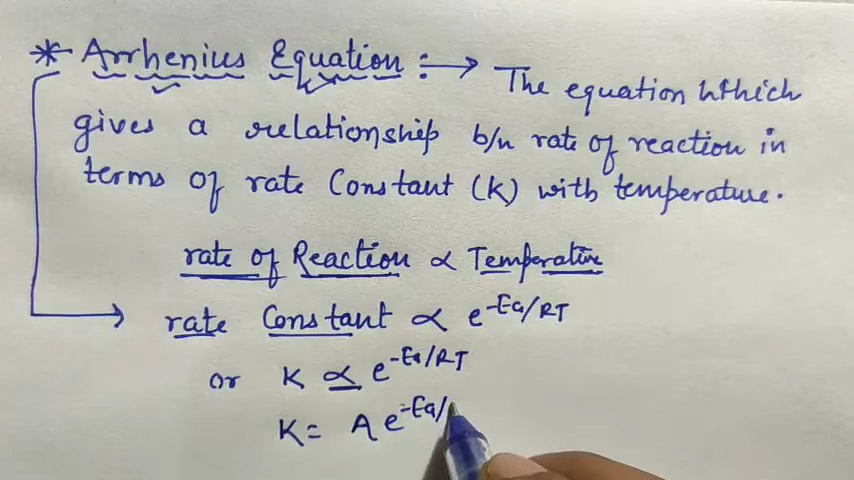 * Arrhenius Equation :→ The equation which
gives a relationship b/n rate of reaction in
terms of rate Constant (K) with temperature.
rate of Reaction ∝ Temperature
rate Constant ∝ e^-Ea/RT
or K ∝ e^-Ea/RT
K = A e^-Ea/